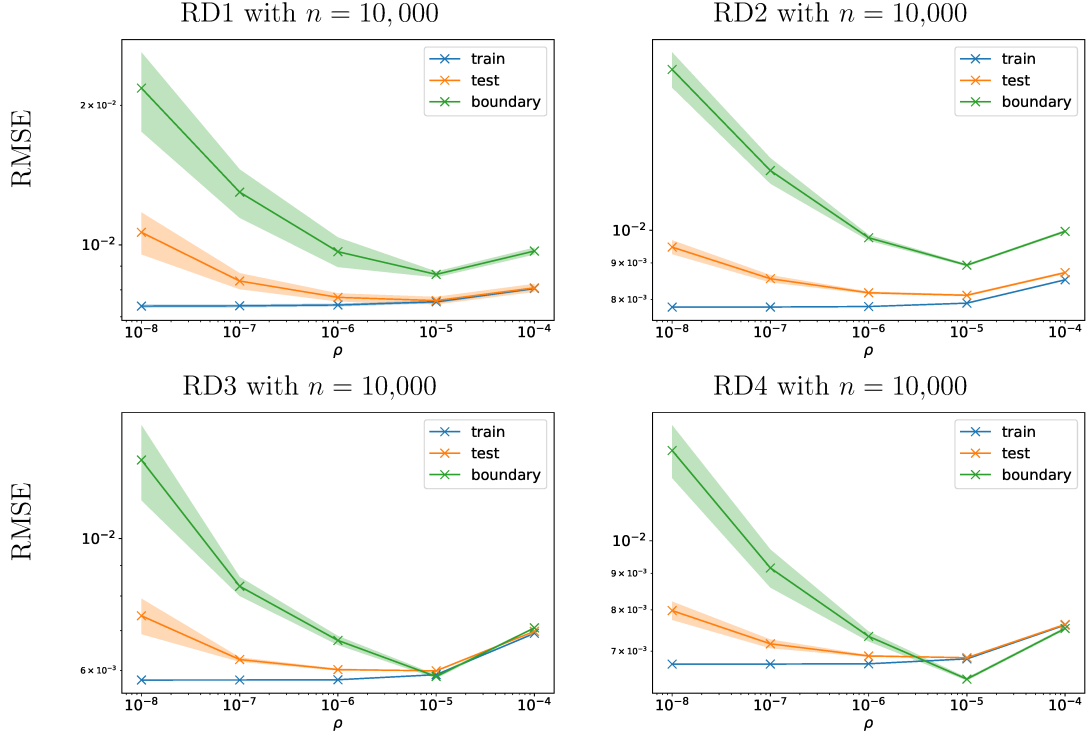 RD1 with n = 10, 000
RMSE
2 × 10⁻²
10⁻²
train
test
boundary
10⁻⁸ 10⁻⁷ 10⁻⁶ 10⁻⁵ 10⁻⁴
ρ
RD2 with n = 10, 000
10⁻²
9 × 10⁻³
8 × 10⁻³
train
test
boundary
10⁻⁸ 10⁻⁷ 10⁻⁶ 10⁻⁵ 10⁻⁴
ρ
RD3 with n = 10,000
RMSE
10⁻²
6 × 10⁻³
train
test
boundary
10⁻⁸ 10⁻⁷ 10⁻⁶ 10⁻⁵ 10⁻⁴
ρ
RD4 with n = 10,000
10⁻²
9 × 10⁻³
8 × 10⁻³
7 × 10⁻³
train
test
boundary
10⁻⁸ 10⁻⁷ 10⁻⁶ 10⁻⁵ 10⁻⁴
ρ